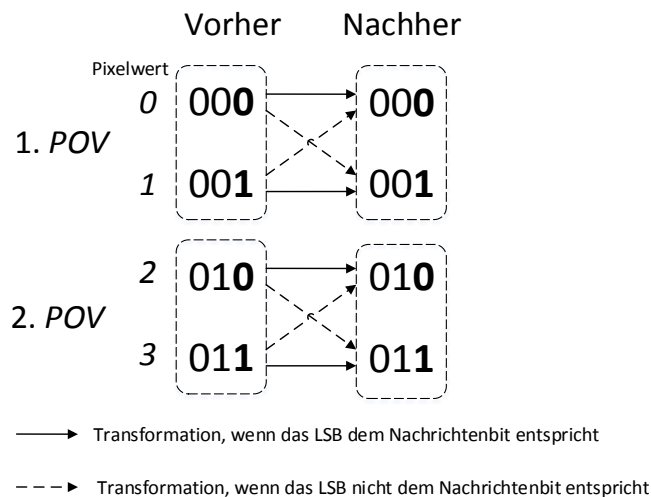 Vorher Nachher
Pixelwert
0 000 000
1. POV
1 001 001
2 010 010
2. POV
3 011 011
Transformation, wenn das LSB dem Nachrichtenbit entspricht
Transformation, wenn das LSB nicht dem Nachrichtenbit entspricht